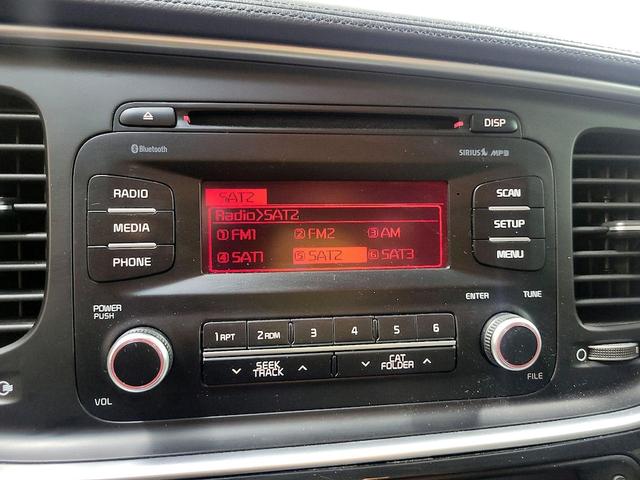 DISP
Bluetooth
SIRIUS MP3
RADIO
MEDIA
PHONE
SAT2
Radio>SAT2
1 FM1 2 FM2 3 AM
4 SAT1 5 SAT2 6 SAT3
SCAN
SETUP
MENU
POWER
PUSH
VOL
ENTER
TUNE
FILE
1 RPT 2 RDM 3 4 5 6
SEEK
TRACK
CAT
FOLDER